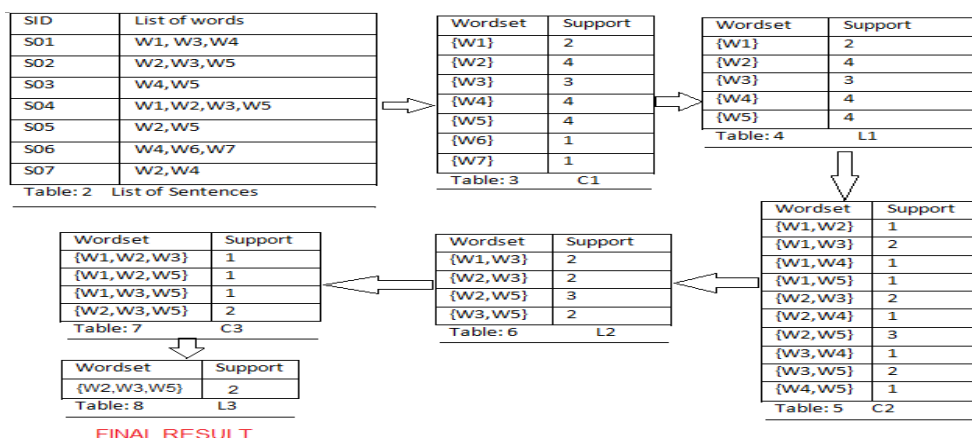 SID List of words
S01 W1, W3,W4
S02 W2,W3,W5
S03 W4,W5
S04 W1,W2,W3,W5
S05 W2,W5
S06 W4,W6,W7
S07 W2,W4
Table: 2 List of Sentences
Wordset Support
{W1} 2
{W2} 4
{W3} 3
{W4} 4
{W5} 4
{W6} 1
{W7} 1
Table: 3 C1
Wordset Support
{W1} 2
{W2} 4
{W3} 3
{W4} 4
{W5} 4
Table: 4 L1
Wordset Support
{W1,W2} 1
{W1,W3} 2
{W1,W4} 1
{W1,W5} 1
{W2,W3} 2
{W2,W4} 1
{W2,W5} 3
{W3,W4} 1
{W3,W5} 2
{W4,W5} 1
Table: 5 C2
Wordset Support
{W1,W3} 2
{W2,W3} 2
{W2,W5} 3
{W3,W5} 2
Table: 6 L2
Wordset Support
{W1,W2,W3} 1
{W1,W2,W5} 1
{W1,W3,W5} 1
{W2,W3,W5} 2
Table: 7 C3
Wordset Support
{W2,W3,W5} 2
Table: 8 L3
FINAL RESULT